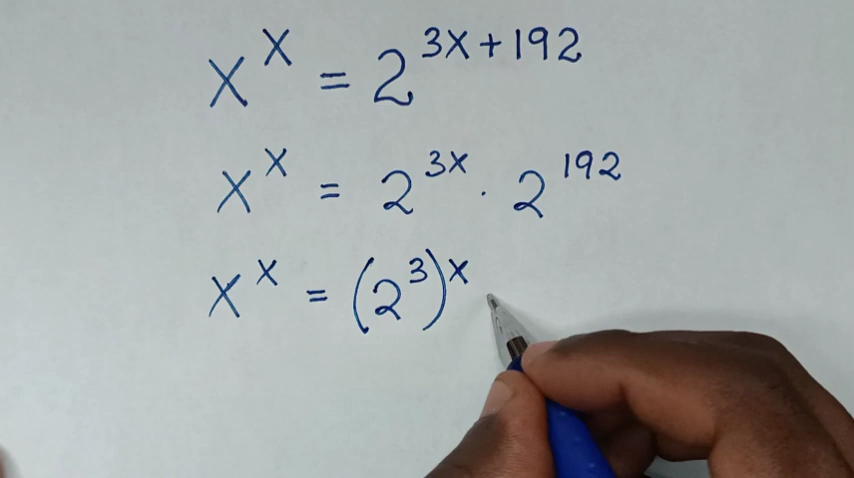 x^x = 2^{3x+192}
x^x = 2^{3x} · 2^{192}
x^x = (2^3)^x